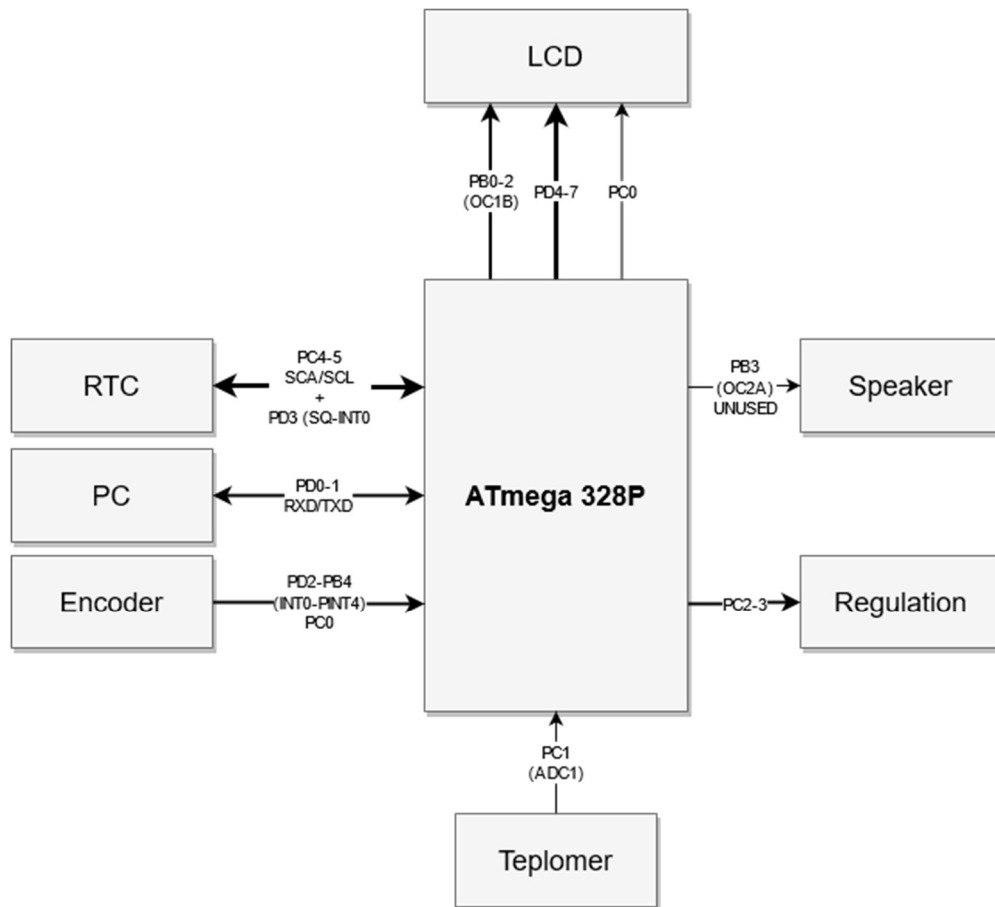 LCD
PB0-2
(OC1B)
PD4-7
PC0
RTC
PC4-5
SCA/SCL
+
PD3 (SQ-INT0
PB3
(OC2A)
UNUSED
Speaker
PC
PD0-1
RXD/TXD
ATmega 328P
Encoder
PD2-PB4
(INT0-PINT4)
PC0
PC2-3
Regulation
PC1
(ADC1)
Teplomer